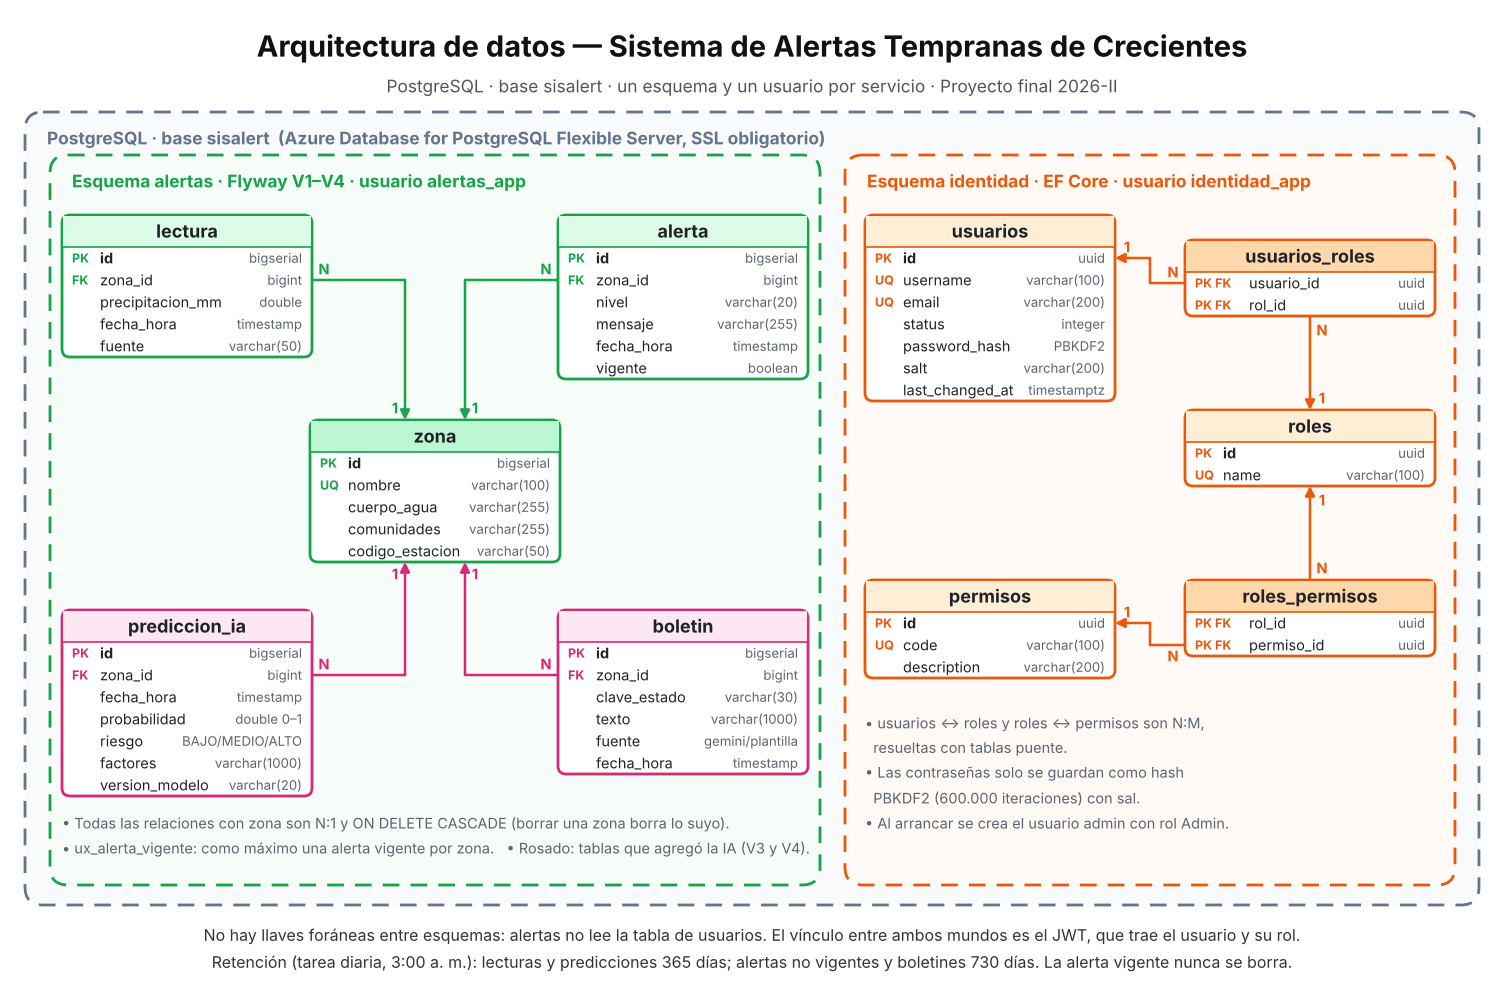 Arquitectura de datos — Sistema de Alertas Tempranas de Crecientes
PostgreSQL · base sisalert · un esquema y un usuario por servicio · Proyecto final 2026-II
PostgreSQL · base sisalert (Azure Database for PostgreSQL Flexible Server, SSL obligatorio)
Esquema alertas · Flyway V1–V4 · usuario alertas_app
lectura
PK id bigserial
FK zona_id bigint
precipitacion_mm double
fecha_hora timestamp
fuente varchar(50)
N
1
alerta
PK id bigserial
FK zona_id bigint
nivel varchar(20)
mensaje varchar(255)
fecha_hora timestamp
vigente boolean
N
1
zona
PK id bigserial
UQ nombre varchar(100)
cuerpo_agua varchar(255)
comunidades varchar(255)
codigo_estacion varchar(50)
1
1
prediccion_ia
PK id bigserial
FK zona_id bigint
fecha_hora timestamp
probabilidad double 0–1
riesgo BAJO/MEDIO/ALTO
factores varchar(1000)
version_modelo varchar(20)
N
boletin
PK id bigserial
FK zona_id bigint
clave_estado varchar(30)
texto varchar(1000)
fuente gemini/plantilla
fecha_hora timestamp
N
• Todas las relaciones con zona son N:1 y ON DELETE CASCADE (borrar una zona borra lo suyo).
• ux_alerta_vigente: como máximo una alerta vigente por zona. • Rosado: tablas que agregó la IA (V3 y V4).
Esquema identidad · EF Core · usuario identidad_app
usuarios
PK id uuid
UQ username varchar(100)
UQ email varchar(200)
status integer
password_hash PBKDF2
salt varchar(200)
last_changed_at timestamptz
1
N
usuarios_roles
PK FK usuario_id uuid
PK FK rol_id uuid
N
1
roles
PK id uuid
UQ name varchar(100)
1
N
permisos
PK id uuid
UQ code varchar(100)
description varchar(200)
1
N
roles_permisos
PK FK rol_id uuid
PK FK permiso_id uuid
• usuarios ↔ roles y roles ↔ permisos son N:M,
resueltas con tablas puente.
• Las contraseñas solo se guardan como hash
PBKDF2 (600.000 iteraciones) con sal.
• Al arrancar se crea el usuario admin con rol Admin.
No hay llaves foráneas entre esquemas: alertas no lee la tabla de usuarios. El vínculo entre ambos mundos es el JWT, que trae el usuario y su rol.
Retención (tarea diaria, 3:00 a. m.): lecturas y predicciones 365 días; alertas no vigentes y boletines 730 días. La alerta vigente nunca se borra.